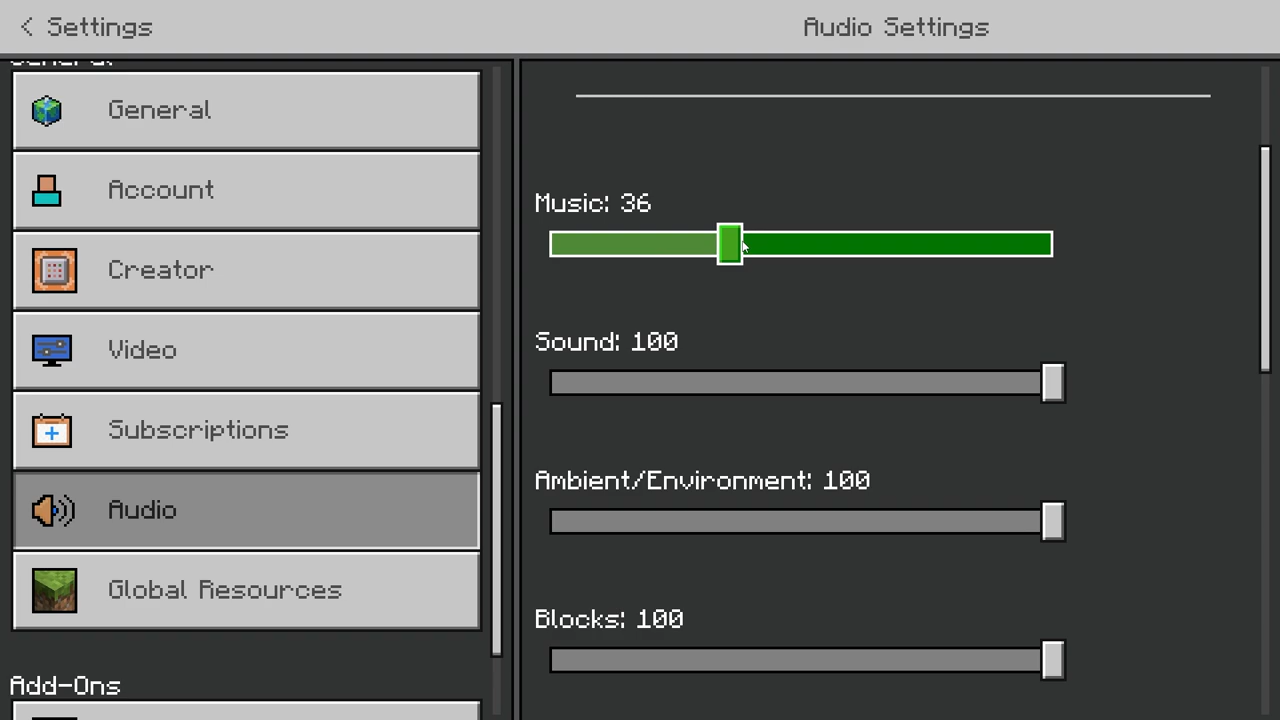 Settings
Audio Settings
General
General
Account
Creator
Video
Subscriptions
Audio
Global Resources
Add-Ons
Music: 36
Sound: 100
Ambient/Environment: 100
Blocks: 100